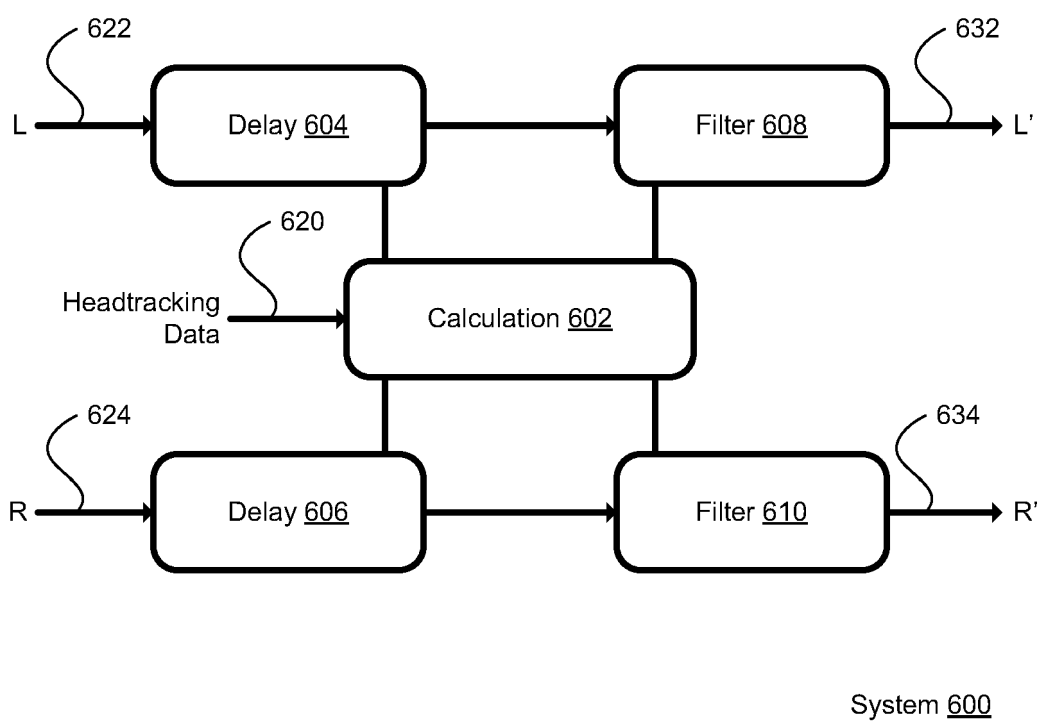 622
632
L
Delay 604
Filter 608
L'
620
Headtracking
Data
Calculation 602
624
634
R
Delay 606
Filter 610
R'
System 600